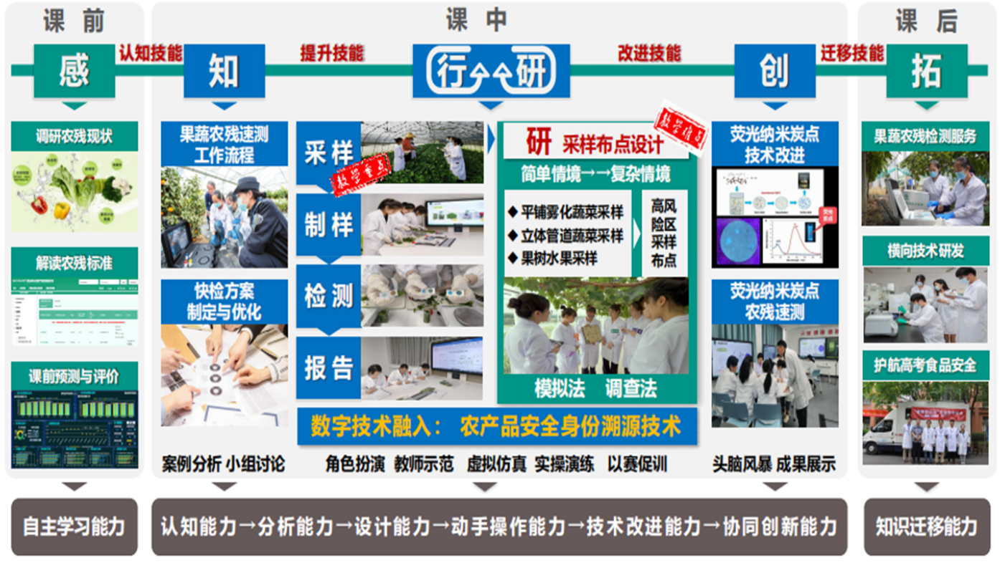 课 前
课 中
课 后
感
认知技能
知
提升技能
行
研
改进技能
创
迁移技能
拓
调研农残现状
解读农残标准
课前预测与评价
果蔬农残速测
工作流程
快检方案
制定与优化
采 样
教学重点
制 样
检 测
报 告
教学难点
研 采样布点设计
简单情境→→复杂情境
◆ 平铺雾化蔬菜采样
◆ 立体管道蔬菜采样
◆ 果树水果采样
高风
险区
采样
布点
模拟法 调查法
数字技术融入： 农产品安全身份溯源技术
荧光纳米炭点
技术改进
荧光纳米炭点
农残速测
果蔬农残检测服务
横向技术研发
护航高考食品安全
案例分析 小组讨论
角色扮演 教师示范 虚拟仿真 实操演练 以赛促训
头脑风暴 成果展示
自主学习能力
认知能力→分析能力→设计能力→动手操作能力→技术改进能力→协同创新能力
知识迁移能力